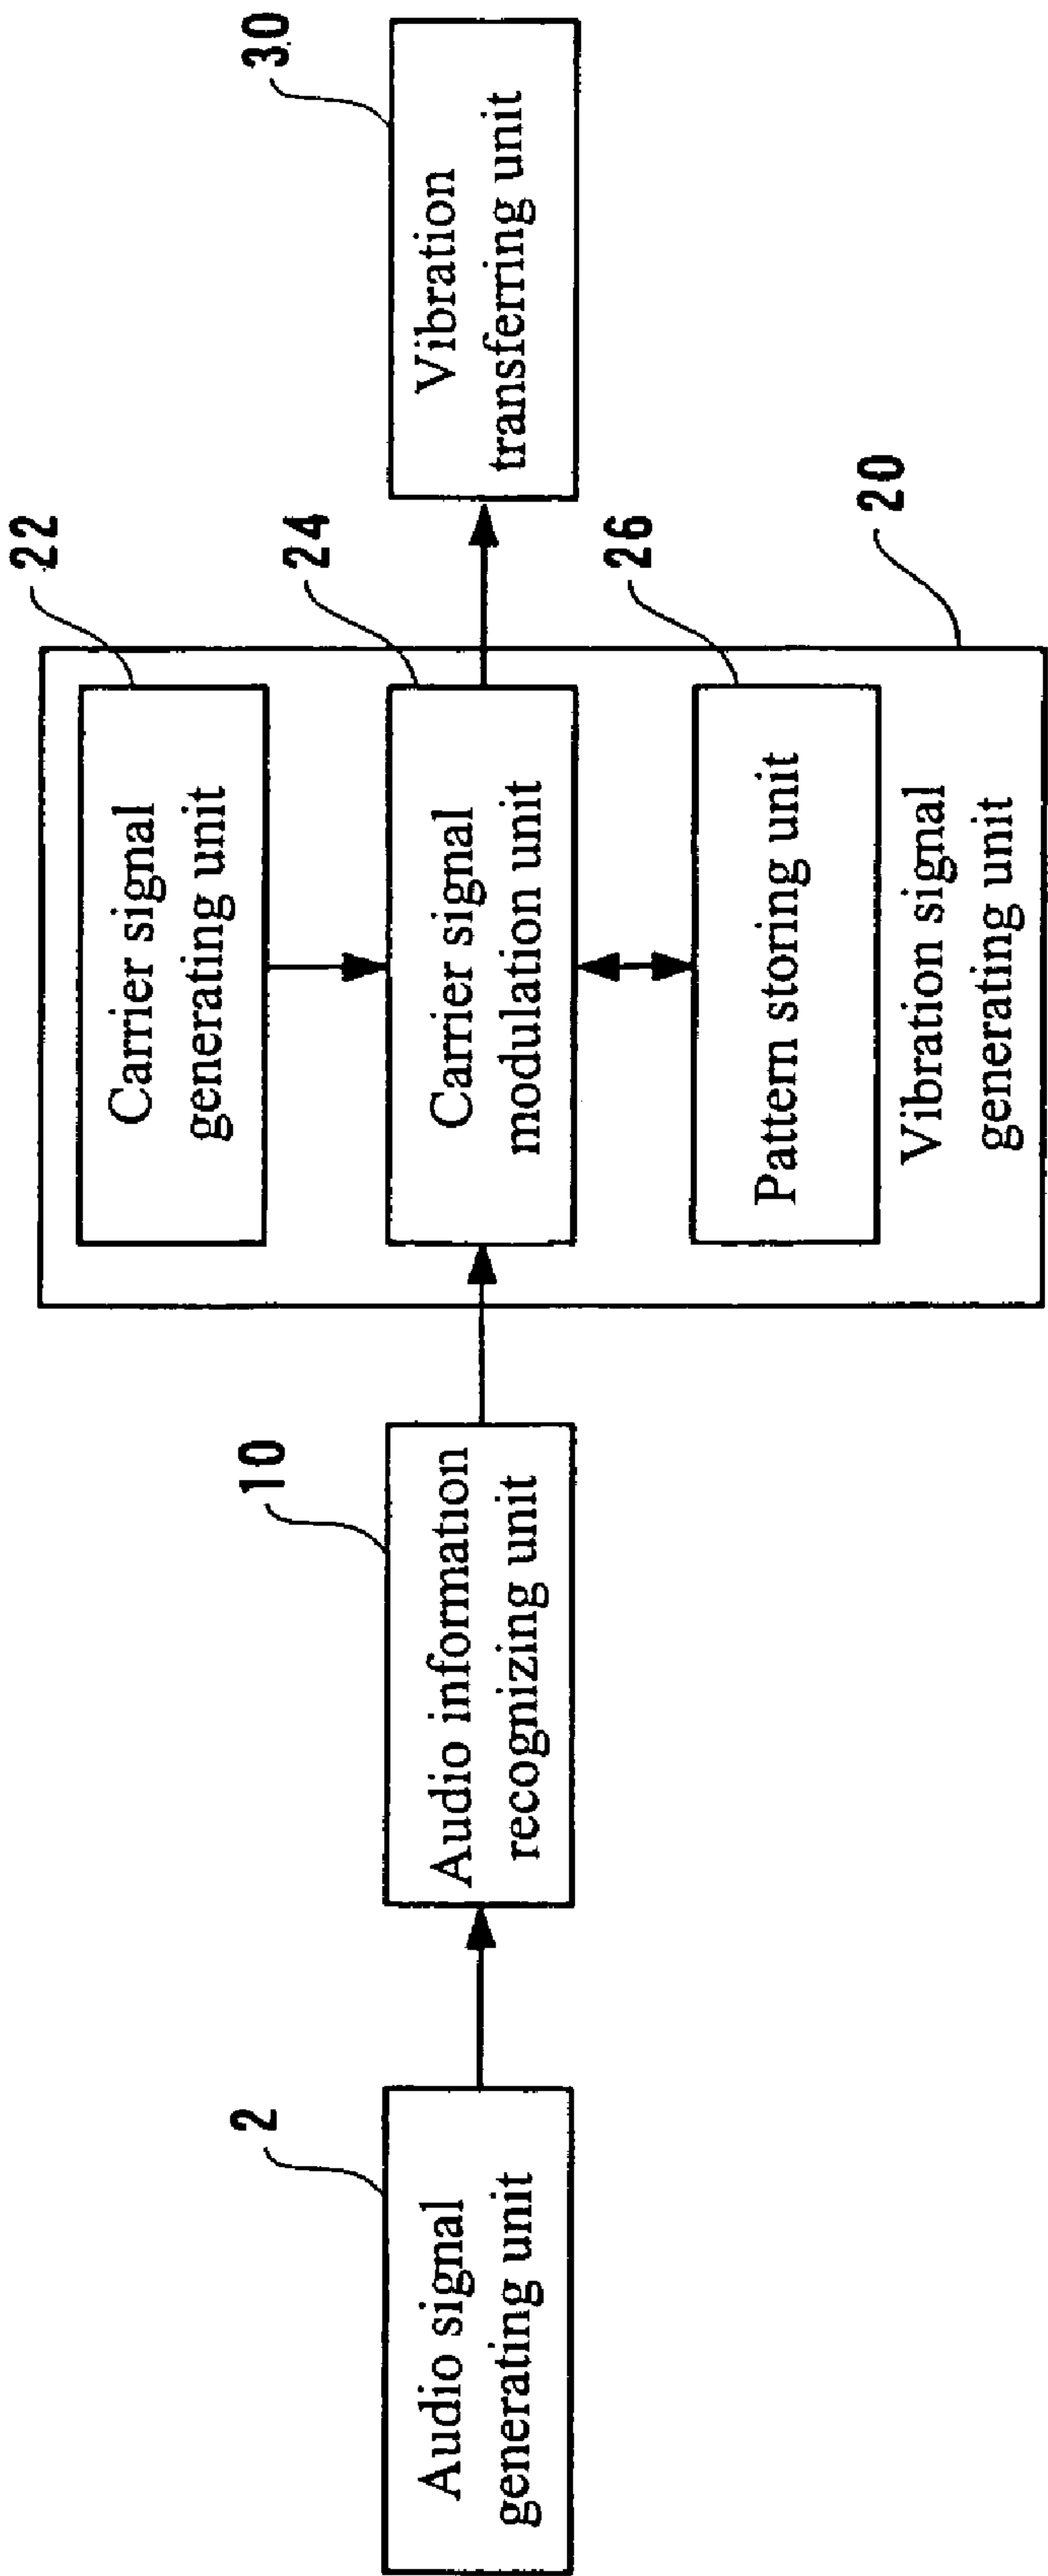 2
Audio signal
generating unit
10
Audio information
recognizing unit
22
Carrier signal
generating unit
24
Carrier signal
modulation unit
26
Pattern storing unit
20
Vibration signal
generating unit
30
Vibration
transferring unit